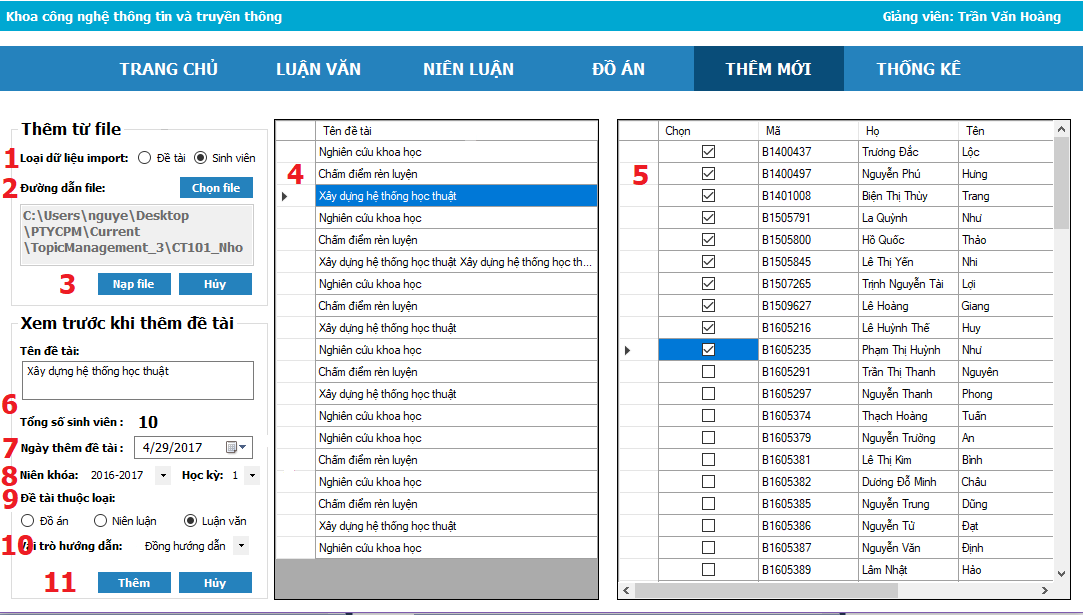 Khoa công nghệ thông tin và truyền thông
Giảng viên: Trần Văn Hoàng
TRANG CHỦ LUẬN VĂN NIÊN LUẬN ĐỒ ÁN THÊM MỚI THỐNG KÊ
Thêm từ file
1 Loại dữ liệu import: Đề tài Sinh viên
2 Đường dẫn file: Chọn file
C:\Users\nguye\Desktop
\PTYCPM\Current
\TopicManagement_3\CT101_Nho
3 Nạp file Hủy
Xem trước khi thêm đề tài
Tên đề tài:
Xây dựng hệ thống học thuật
6
Tổng số sinh viên : 10
7 Ngày thêm đề tài : 4/29/2017
8 Niên khóa: 2016-2017 Học kỳ: 1
9 Đề tài thuộc loại:
Đồ án Niên luận Luận văn
10 Vai trò hướng dẫn: Đồng hướng dẫn
11 Thêm Hủy
Tên đề tài
Nghiên cứu khoa học
4 Chấm điểm rèn luyện
Xây dựng hệ thống học thuật
Nghiên cứu khoa học
Chấm điểm rèn luyện
Xây dựng hệ thống học thuật Xây dựng hệ thống học th...
Nghiên cứu khoa học
Chấm điểm rèn luyện
Xây dựng hệ thống học thuật
Nghiên cứu khoa học
Chấm điểm rèn luyện
Xây dựng hệ thống học thuật
Nghiên cứu khoa học
Nghiên cứu khoa học
Chấm điểm rèn luyện
Nghiên cứu khoa học
Chấm điểm rèn luyện
Xây dựng hệ thống học thuật
Nghiên cứu khoa học
Chọn Mã Họ Tên
B1400437 Trương Đắc Lộc
5 B1400497 Nguyễn Phú Hưng
B1401008 Biện Thị Thùy Trang
B1505791 La Quỳnh Như
B1505800 Hồ Quốc Thảo
B1505845 Lê Thị Yến Nhi
B1507265 Trịnh Nguyễn Tài Lợi
B1509627 Lê Hoàng Giang
B1605216 Lê Huỳnh Thế Huy
B1605235 Phạm Thị Huỳnh Như
B1605291 Trần Thị Thanh Nguyên
B1605297 Nguyễn Thanh Phong
B1605374 Thạch Hoàng Tuấn
B1605379 Nguyễn Trường An
B1605381 Lê Thị Kim Bình
B1605382 Dương Đỗ Minh Châu
B1605385 Nguyễn Trung Dũng
B1605386 Nguyễn Tử Đạt
B1605387 Nguyễn Văn Định
B1605389 Lâm Nhật Hảo